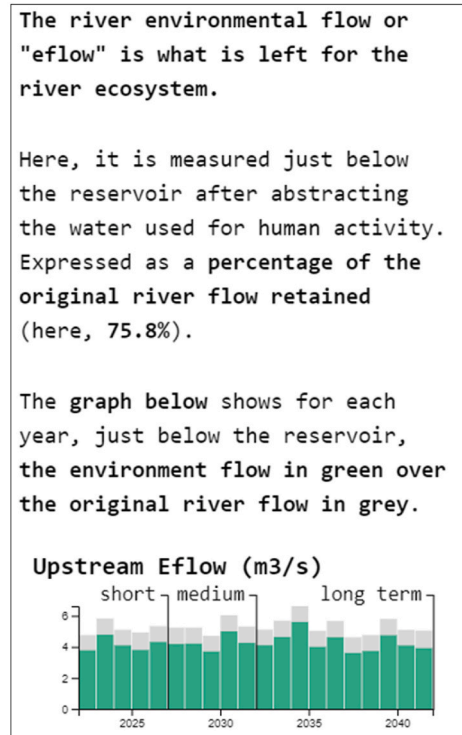 The river environmental flow or
"eflow" is what is left for the
river ecosystem.
Here, it is measured just below
the reservoir after abstracting
the water used for human activity.
Expressed as a percentage of the
original river flow retained
(here, 75.8%).
The graph below shows for each
year, just below the reservoir,
the environment flow in green over
the original river flow in grey.
Upstream Eflow (m3/s)
short medium long term
6
4
2
0
2025 2030 2035 2040